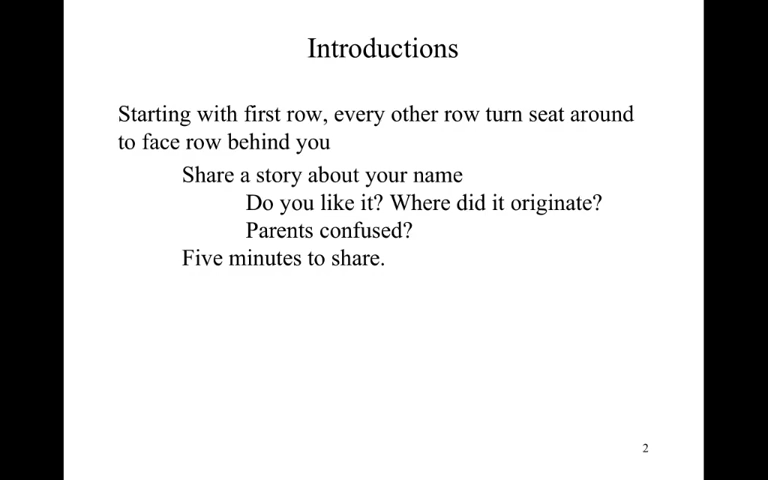 Introductions
Starting with first row, every other row turn seat around
to face row behind you
Share a story about your name
Do you like it? Where did it originate?
Parents confused?
Five minutes to share.
2